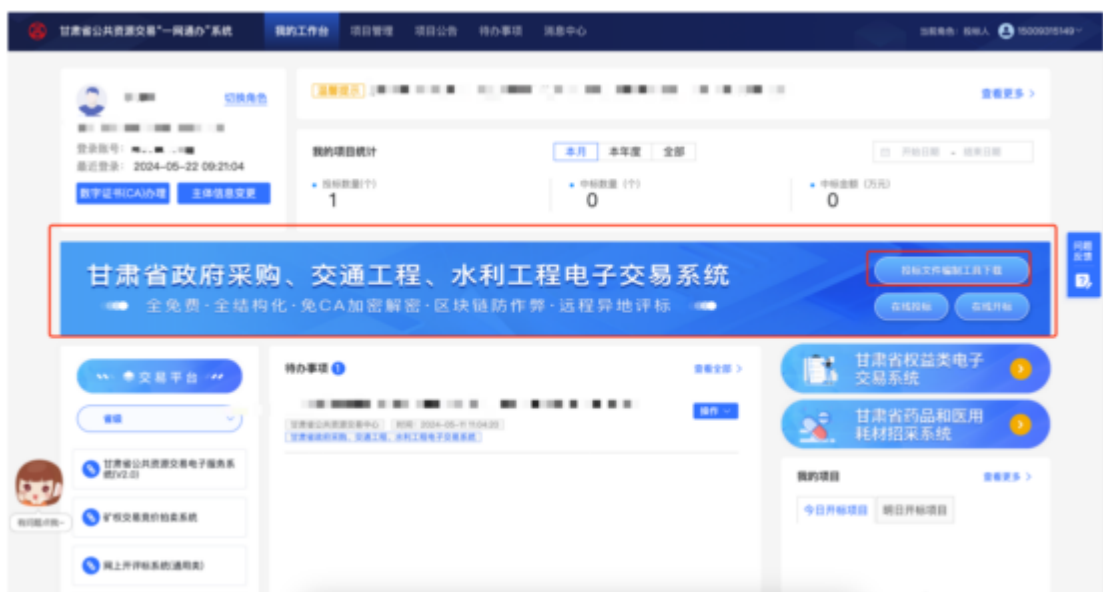 甘肃省公共资源交易“一网通办”系统
我的工作台 项目管理 项目公告 待办事项 消息中心
当前角色：投标人 15009315149
切换角色
登录账号：
最近登录： 2024-05-22 09:21:04
数字证书(CA)办理 主体信息变更
温馨提示
查看更多 >
我的项目统计
本月 本年度 全部
开标日期 - 结束日期
投标数量(个)
1
中标数量（个）
0
中标金额（万元）
0
甘肃省政府采购、交通工程、水利工程电子交易系统
全免费·全结构化·免CA加密解密·区块链防作弊·远程异地评标
投标文件编制工具下载
在线投标 在线开标
问题
反馈
交易平台
省级
甘肃省公共资源交易电子服务系
统(V2.0)
矿权交易竞价拍卖系统
网上开评标系统(通用类)
有问题点我~
待办事项 1
查看全部 >
操作
甘肃省公共资源交易中心 时间：2024-05-11 11:04:20
甘肃省政府采购、交通工程、水利工程电子交易系统
甘肃省权益类电子
交易系统
甘肃省药品和医用
耗材招采系统
我的项目
查看更多 >
今日开标项目 明日开标项目